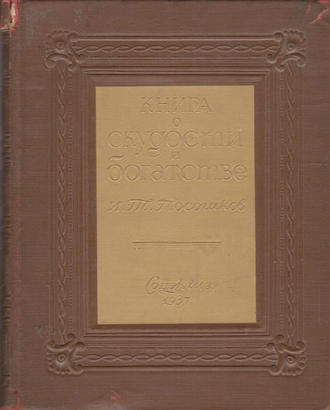 КНИГА
о
скудости
и
богатстве
И. Т. Посошков
Соцэкгиз
1937